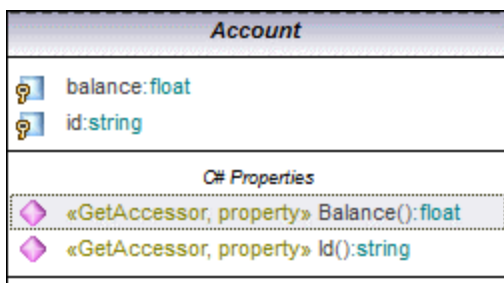 Account
balance:float
id:string
C# Properties
«GetAccessor, property» Balance():float
«GetAccessor, property» Id():string